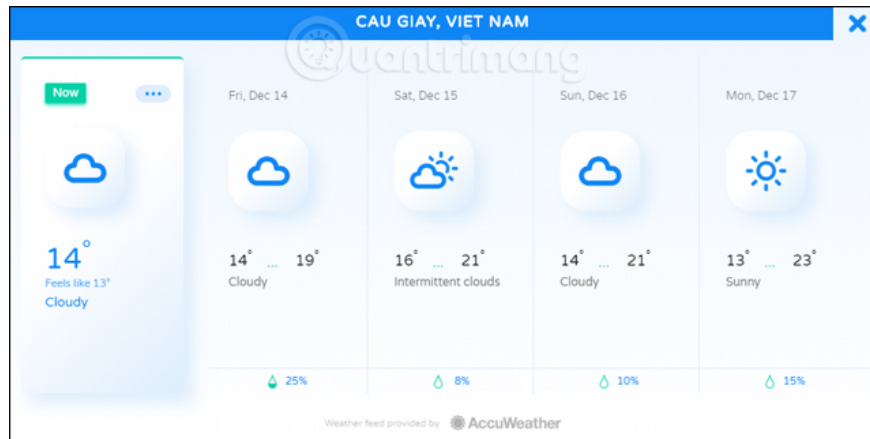 CAU GIAY, VIET NAM
Quantrimang
Now
14°
Feels like 13°
Cloudy
Fri, Dec 14
14° ... 19°
Cloudy
25%
Sat, Dec 15
16° ... 21°
Intermittent clouds
8%
Sun, Dec 16
14° ... 21°
Cloudy
10%
Mon, Dec 17
13° ... 23°
Sunny
15%
Weather feed provided by AccuWeather